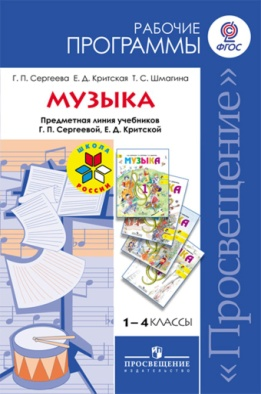 РАБОЧИЕ
ПРОГРАММЫ
ФГОС
Г. П. Сергеева Е. Д. Критская Т. С. Шмагина
МУЗЫКА
Предметная линия учебников
Г. П. Сергеевой, Е. Д. Критской
ШКОЛА
РОССИИ
МУЗЫКА
1
1–4 КЛАССЫ
ПРОСВЕЩЕНИЕ
ИЗДАТЕЛЬСТВО
«Просвещение»